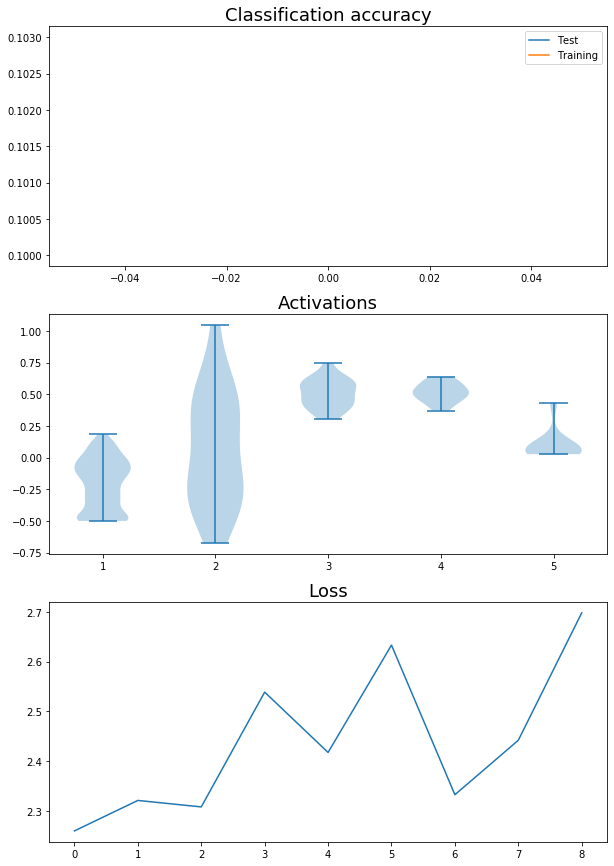 Classification accuracy
0.1030
0.1025
0.1020
0.1015
0.1010
0.1005
0.1000
Test
Training
−0.04 −0.02 0.00 0.02 0.04
Activations
1.00
0.75
0.50
0.25
0.00
−0.25
−0.50
−0.75
1 2 3 4 5
Loss
2.7
2.6
2.5
2.4
2.3
0 1 2 3 4 5 6 7 8